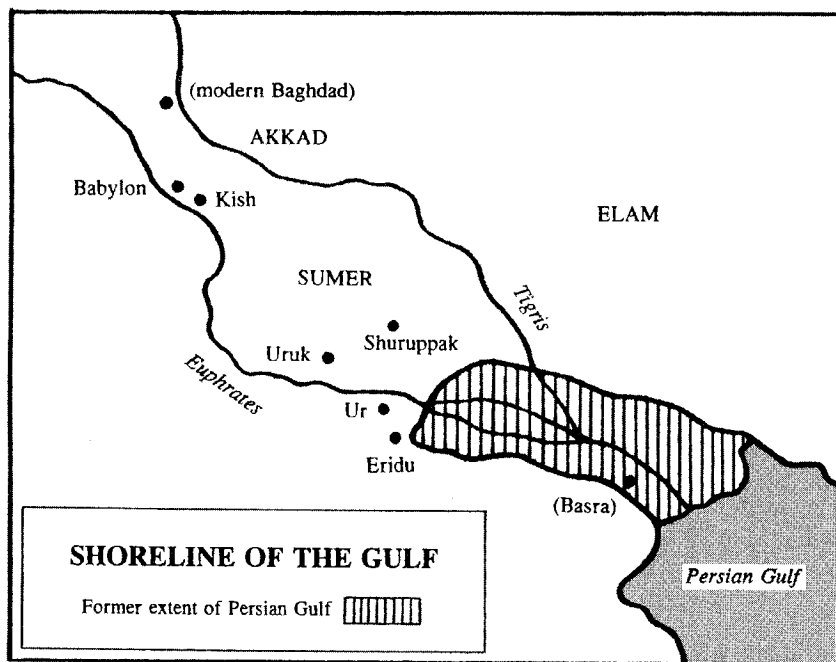 (modern Baghdad)
AKKAD
Babylon
Kish
ELAM
SUMER
Tigris
Shuruppak
Uruk
Euphrates
Ur
Eridu
(Basra)
SHORELINE OF THE GULF
Persian Gulf
Former extent of Persian Gulf